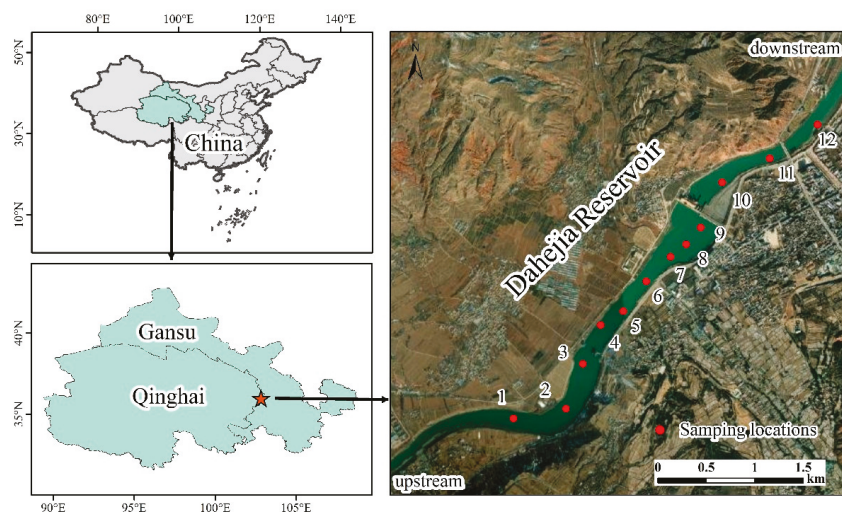 80°E 100°E 120°E 140°E
50°N
30°N
10°N
China
40°N
35°N
Gansu
Qinghai
90°E 95°E 100°E 105°E
N
downstream
Dahejia Reservoir
12
11
10
9
8
7
6
5
4
3
2
1
Samping locations
0 0.5 1 1.5
km
upstream